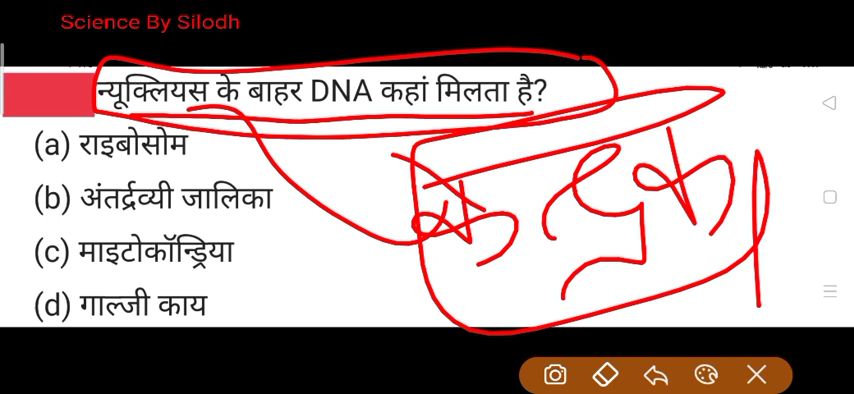 Science By Silodh
न्यूक्लियस के बाहर DNA कहां मिलता है?
(a) राइबोसोम
(b) अंतर्द्रव्यी जालिका
(c) माइटोकॉन्ड्रिया
(d) गाल्जी काय